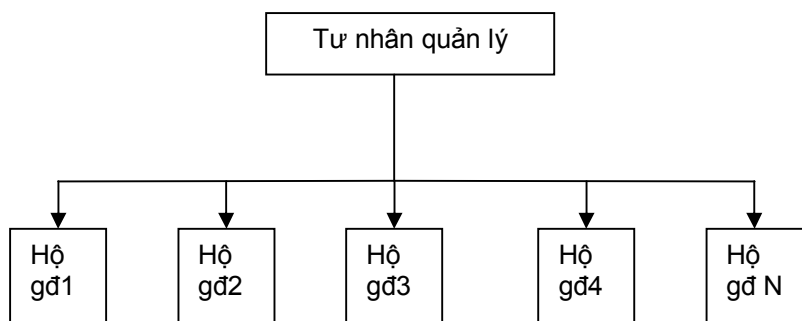 Tư nhân quản lý
Hộ
gđ1
Hộ
gđ2
Hộ
gđ3
Hộ
gđ4
Hộ
gđ N